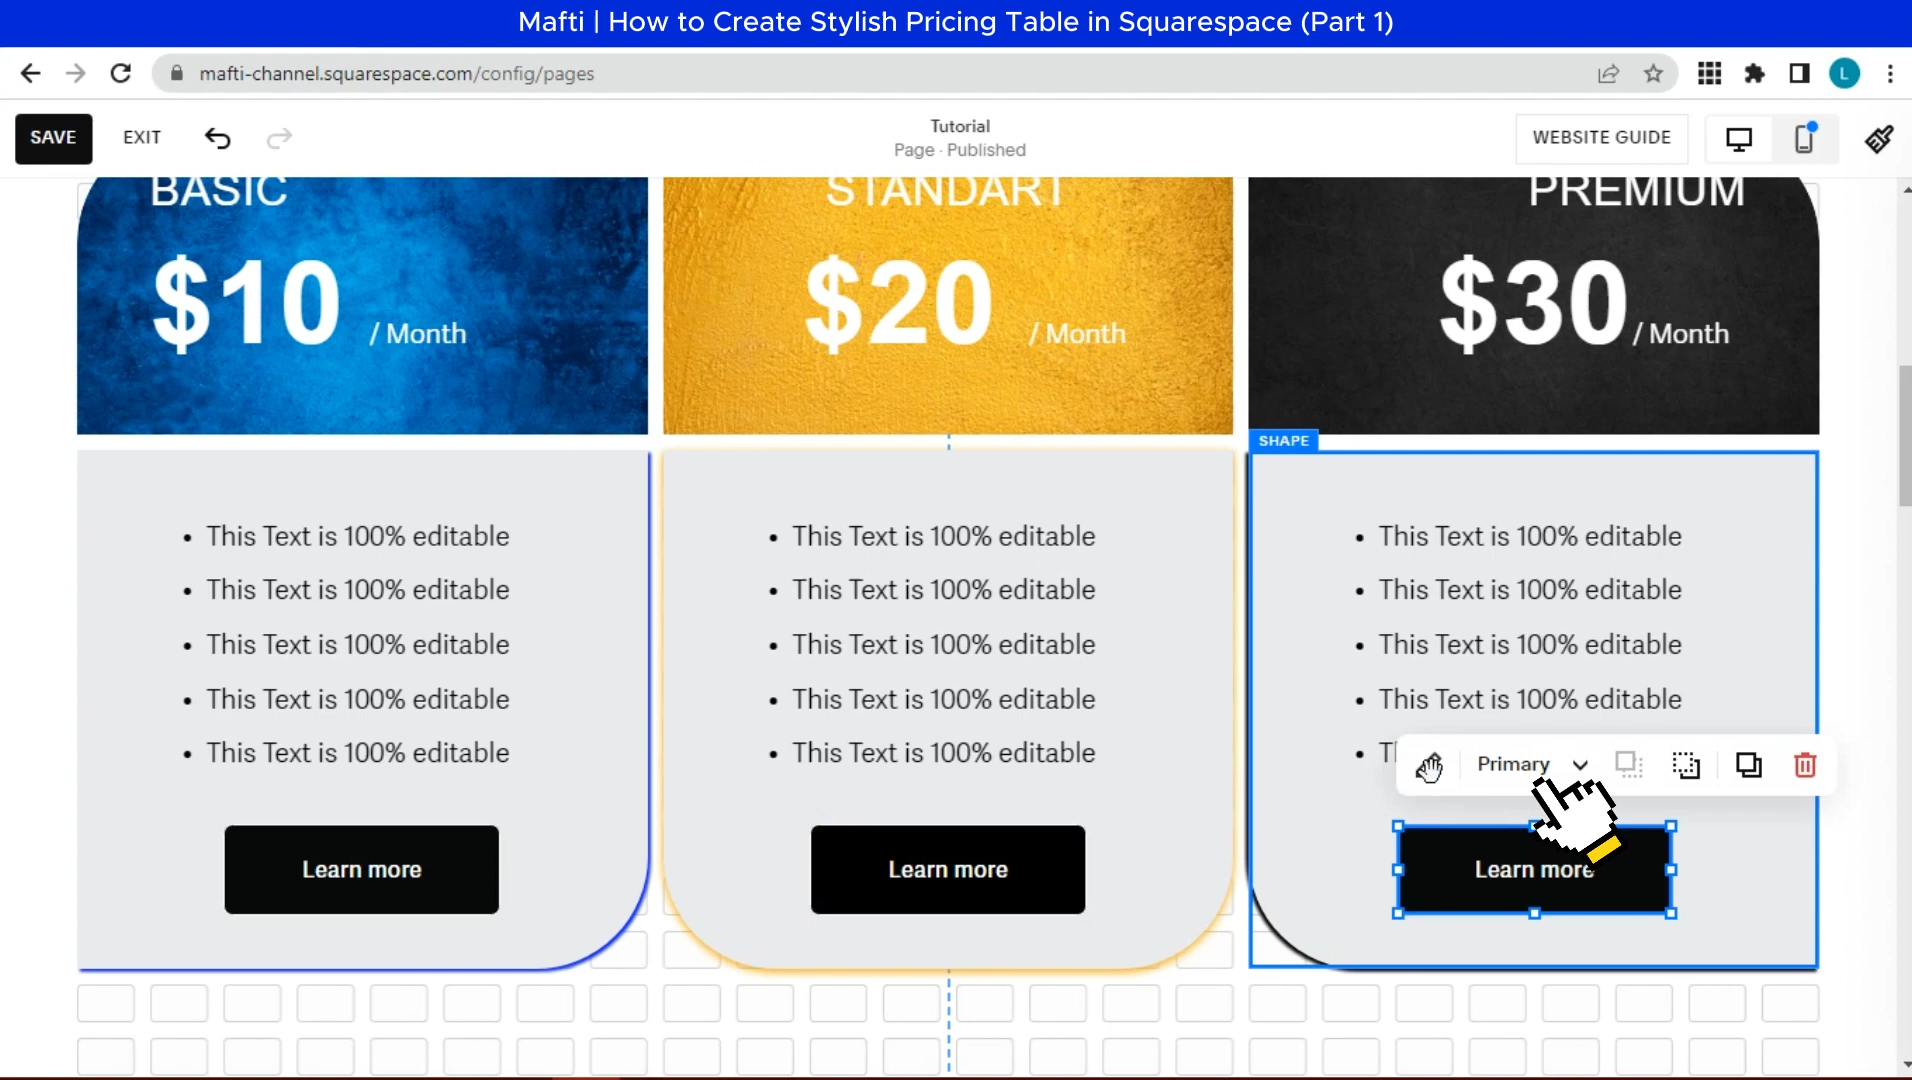 Mafti | How to Create Stylish Pricing Table in Squarespace (Part 1)
mafti-channel.squarespace.com/config/pages
L
SAVE EXIT
Tutorial
Page · Published
WEBSITE GUIDE
BASIC STANDART PREMIUM
$10 / Month $20 / Month $30 / Month
SHAPE
• This Text is 100% editable • This Text is 100% editable • This Text is 100% editable
• This Text is 100% editable • This Text is 100% editable • This Text is 100% editable
• This Text is 100% editable • This Text is 100% editable • This Text is 100% editable
• This Text is 100% editable • This Text is 100% editable • This Text is 100% editable
• This Text is 100% editable • This Text is 100% editable
Primary
Learn more Learn more Learn more